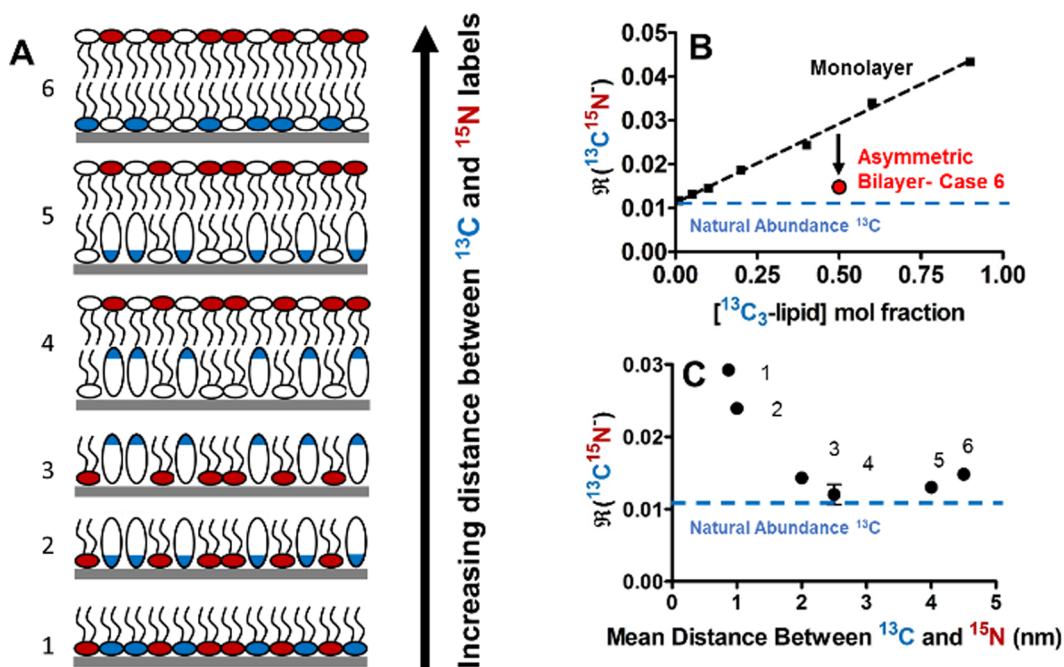 A
6
5
4
3
2
1
Increasing distance between ¹³C and ¹⁵N labels
B
ℜ(¹³C¹⁵N⁻)
0.05
0.04
0.03
0.02
0.01
0.00
Monolayer
Asymmetric
Bilayer- Case 6
Natural Abundance ¹³C
0.00 0.25 0.50 0.75 1.00
[¹³C₃-lipid] mol fraction
C
ℜ(¹³C¹⁵N⁻)
0.03
0.02
0.01
0.00
1
2
3 4
5 6
Natural Abundance ¹³C
0 1 2 3 4 5
Mean Distance Between ¹³C and ¹⁵N (nm)